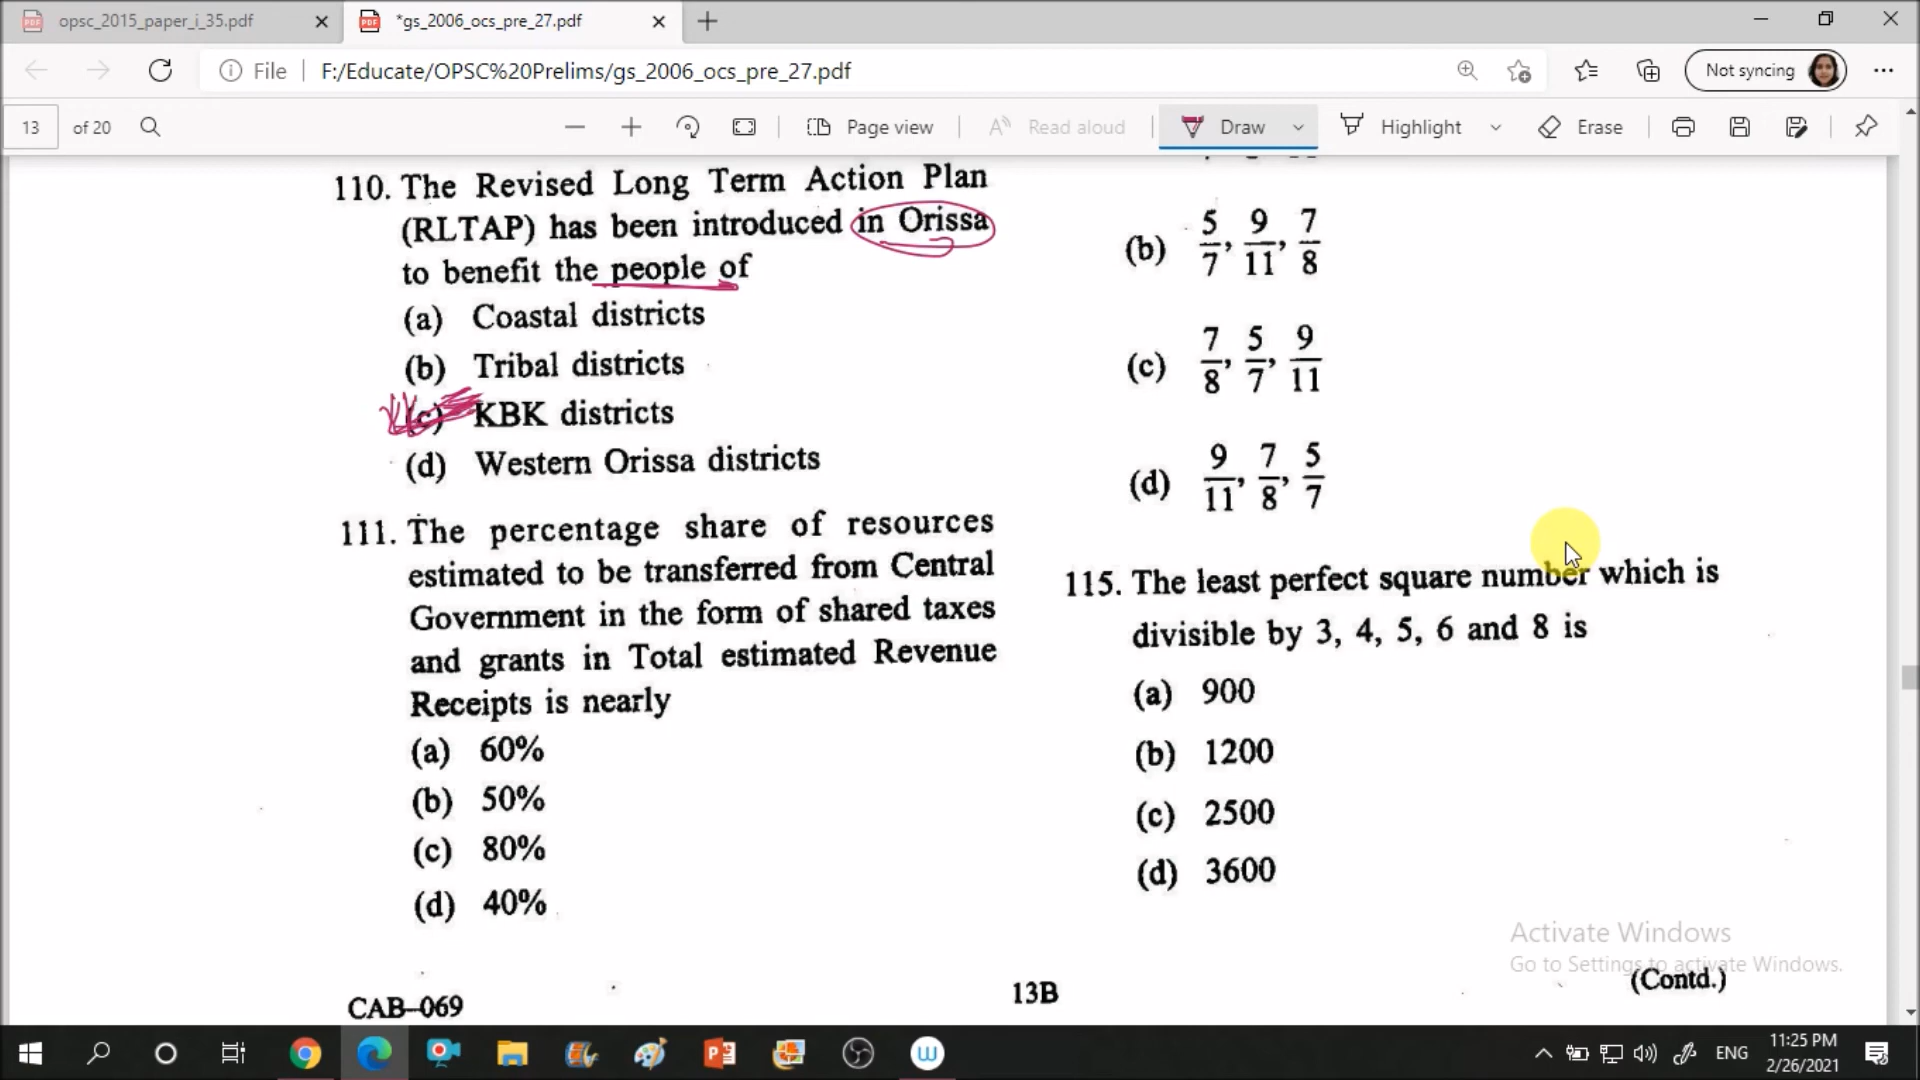 opsc_2015_paper_i_35.pdf
*gs_2006_ocs_pre_27.pdf
File
F:/Educate/OPSC%20Prelims/gs_2006_ocs_pre_27.pdf
Not syncing
13 of 20
Page view
Read aloud
Draw
Highlight
Erase
110. The Revised Long Term Action Plan
(RLTAP) has been introduced in Orissa
to benefit the people of
(a) Coastal districts
(b) Tribal districts
(c) KBK districts
(d) Western Orissa districts
111. The percentage share of resources
estimated to be transferred from Central
Government in the form of shared taxes
and grants in Total estimated Revenue
Receipts is nearly
(a) 60%
(b) 50%
(c) 80%
(d) 40%
(b) 5/7, 9/11, 7/8
(c) 7/8, 5/7, 9/11
(d) 9/11, 7/8, 5/7
115. The least perfect square number which is
divisible by 3, 4, 5, 6 and 8 is
(a) 900
(b) 1200
(c) 2500
(d) 3600
Activate Windows
Go to Settings to activate Windows.
(Contd.)
CAB-069
13B
ENG
11:25 PM
2/26/2021